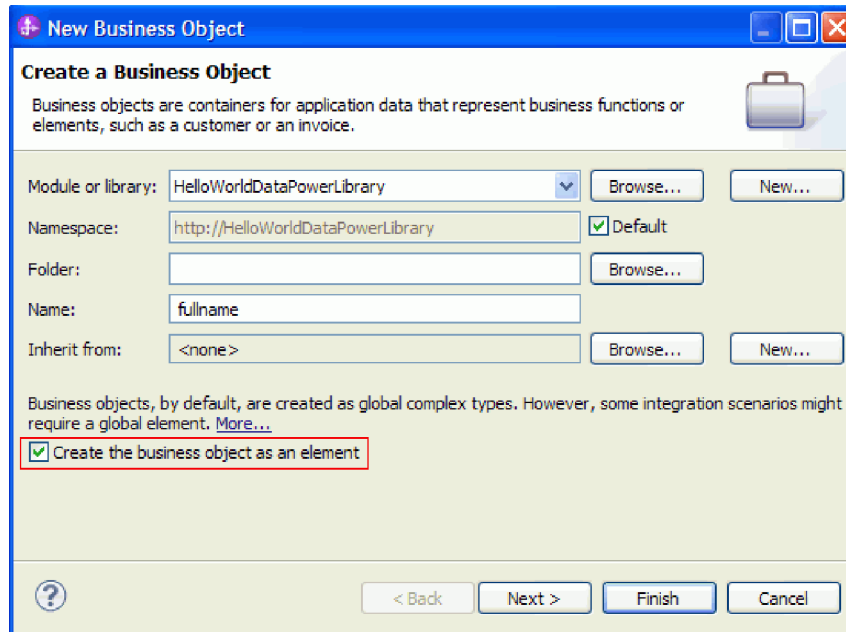 New Business Object
Create a Business Object
Business objects are containers for application data that represent business functions or
elements, such as a customer or an invoice.
Module or library: HelloWorldDataPowerLibrary Browse... New...
Namespace: http://HelloWorldDataPowerLibrary Default
Folder: Browse...
Name: fullname
Inherit from: <none> Browse... New...
Business objects, by default, are created as global complex types. However, some integration scenarios might
require a global element. More...
Create the business object as an element
? < Back Next > Finish Cancel